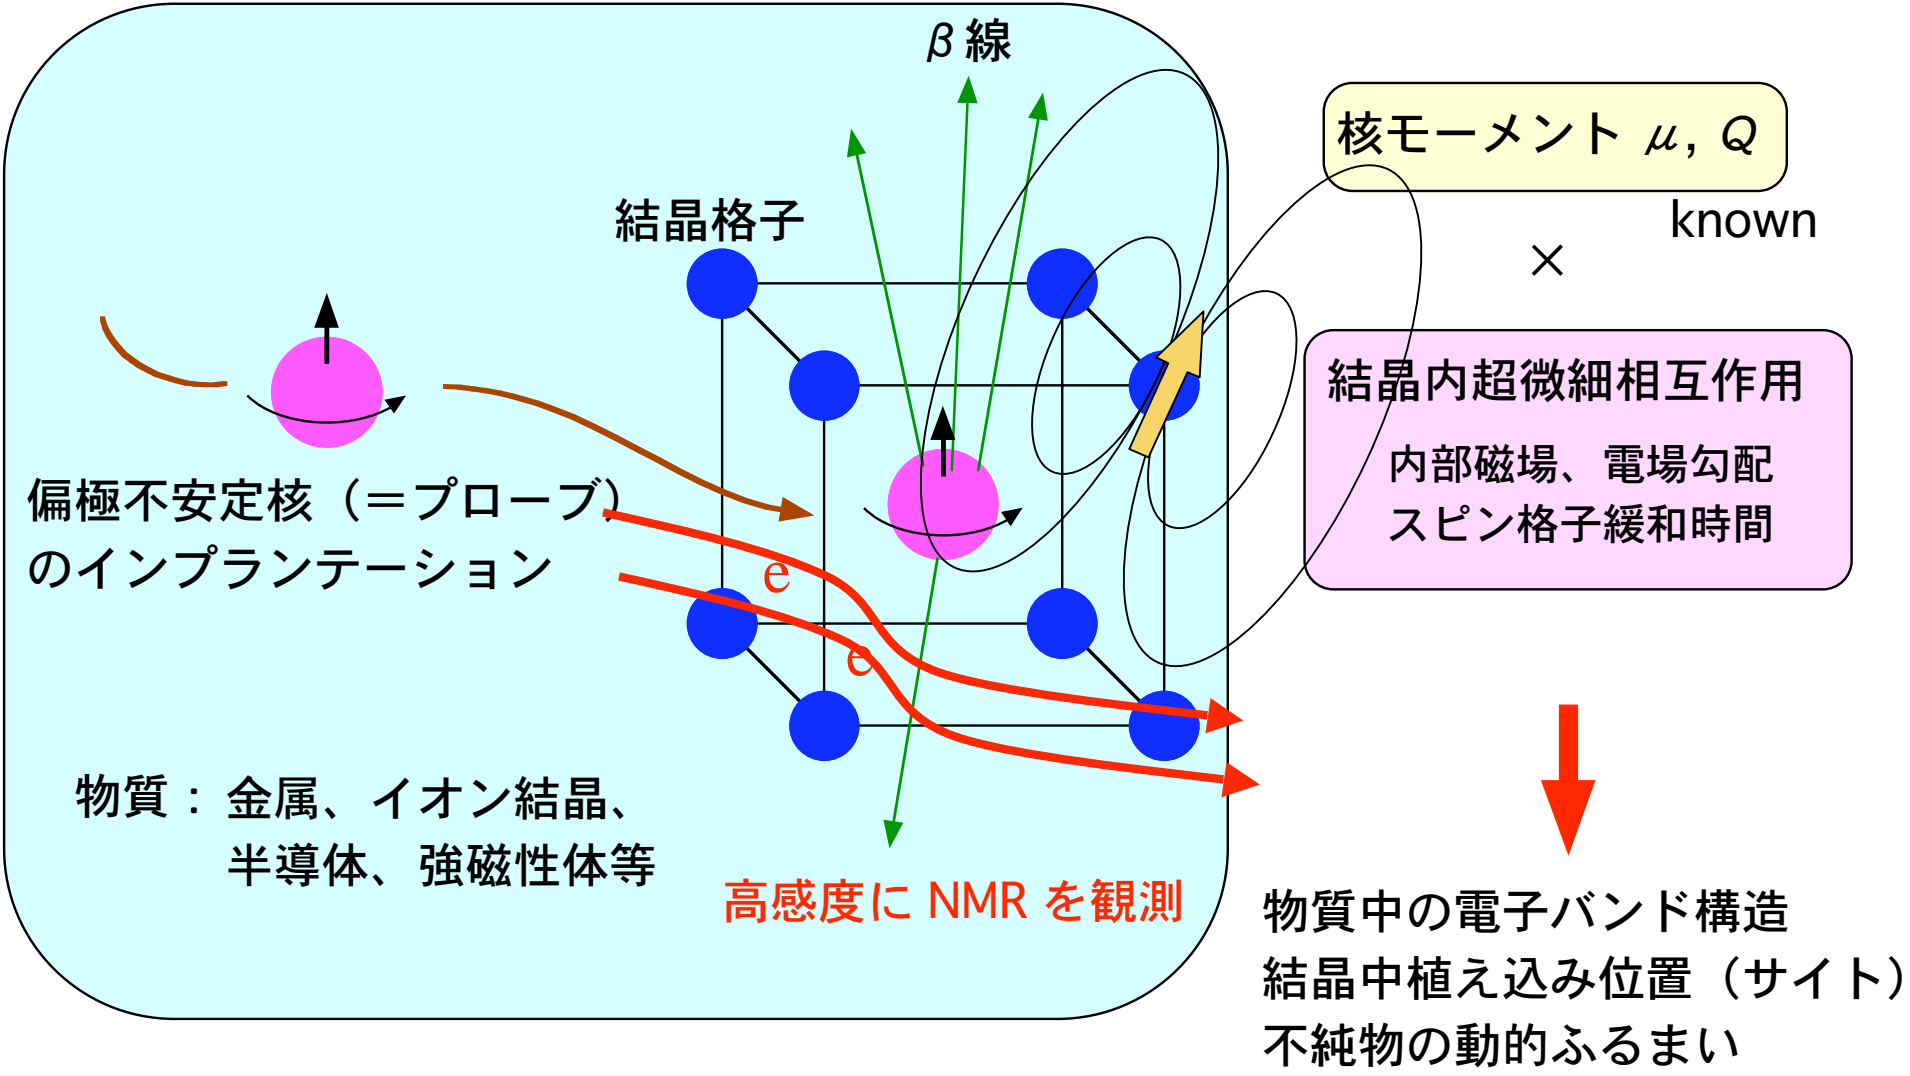 β線
結晶格子
偏極不安定核（＝プローブ）
のインプランテーション
e
e
物質： 金属、イオン結晶、
半導体、強磁性体等
高感度に NMR を観測
核モーメント μ, Q
known
×
結晶内超微細相互作用
内部磁場、電場勾配
スピン格子緩和時間
物質中の電子バンド構造
結晶中植え込み位置（サイト）
不純物の動的ふるまい